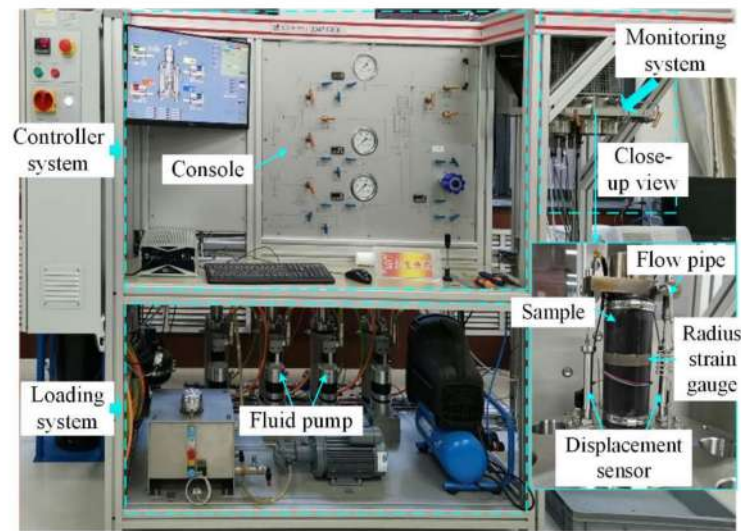 Monitoring
system
Controller
system
Console
Close-
up view
Flow pipe
Sample
Radius
strain
gauge
Loading
system
Fluid pump
Displacement
sensor